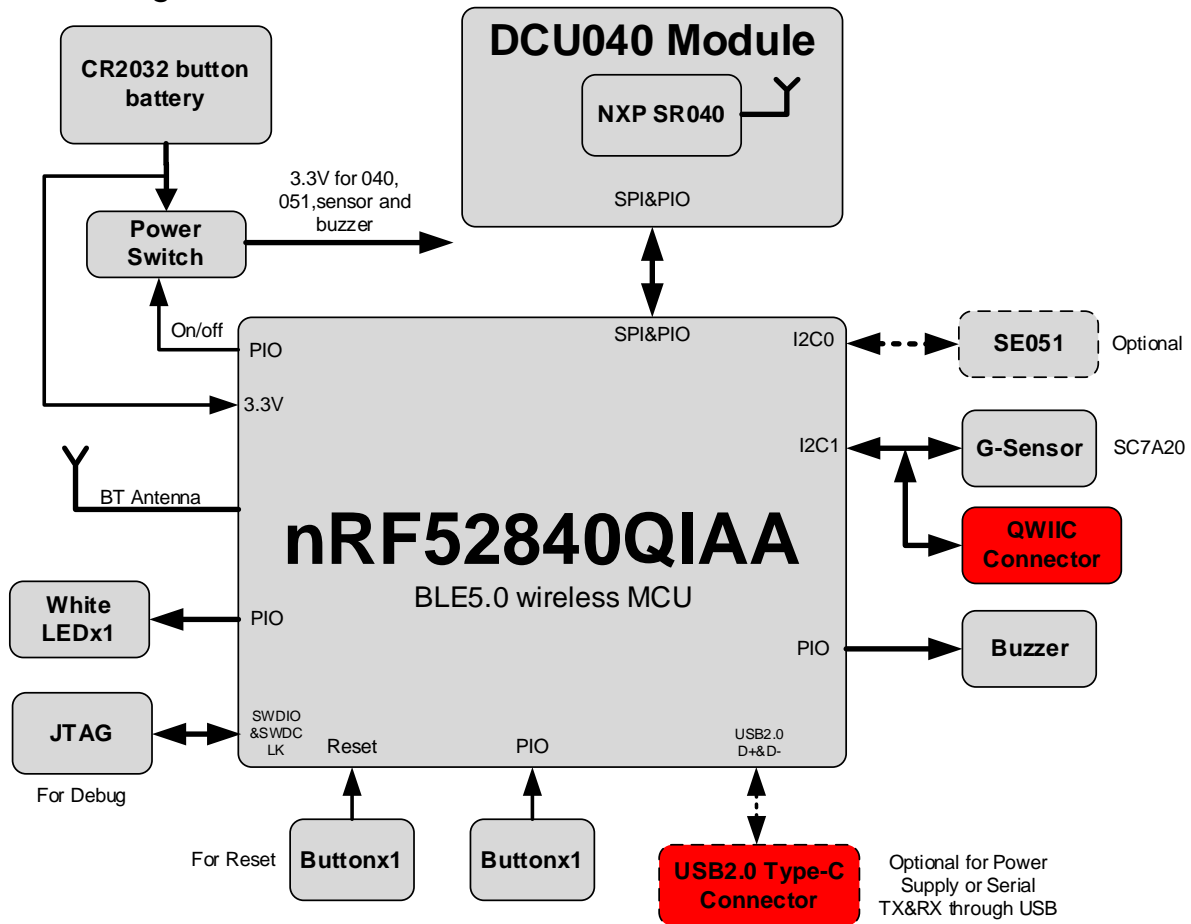 DCU040 Module
CR2032 button
battery
NXP SR040
3.3V for 040,
051,sensor and
buzzer
SPI&PIO
Power
Switch
On/off
PIO
SPI&PIO
I2C0
SE051
Optional
3.3V
I2C1
G-Sensor
SC7A20
BT Antenna
QWIIC
Connector
nRF52840QIAA
BLE5.0 wireless MCU
White
LEDx1
PIO
PIO
Buzzer
JTAG
SWDIO
&SWDC
LK
Reset
PIO
USB2.0
D+&D-
For Debug
For Reset
Buttonx1
Buttonx1
USB2.0 Type-C
Connector
Optional for Power
Supply or Serial
TX&RX through USB